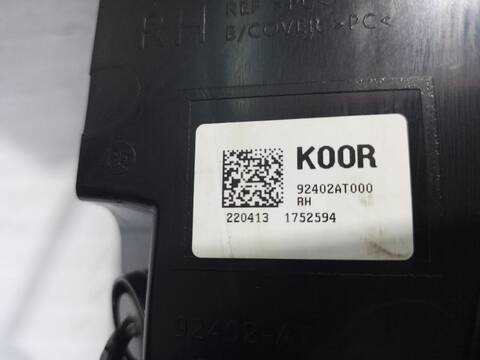 RH
B/COVER >PC<
KOOR
92402AT000
RH
220413 1752594